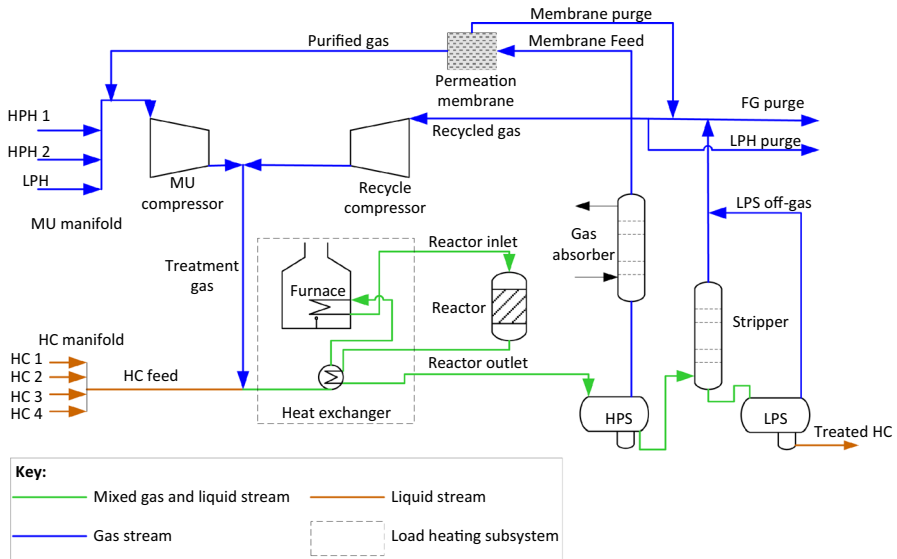 Membrane purge
Purified gas
Membrane Feed
Permeation
membrane
FG purge
HPH 1
Recycled gas
LPH purge
HPH 2
LPH
MU
compressor
Recycle
compressor
MU manifold
LPS off-gas
Gas
absorber
Treatment
gas
Reactor inlet
Furnace
Reactor
Stripper
HC manifold
HC 1
HC 2
HC 3
HC 4
HC feed
Reactor outlet
Heat exchanger
HPS
LPS
Treated HC
Key:
Mixed gas and liquid stream
Liquid stream
Gas stream
Load heating subsystem